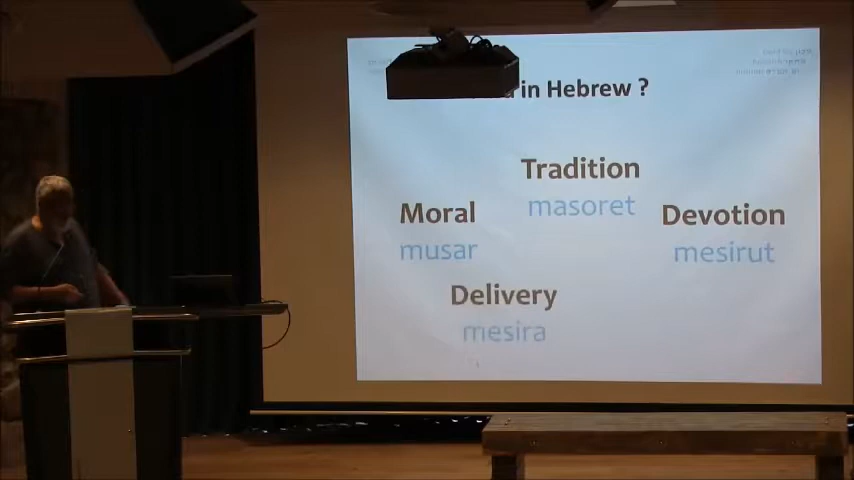 in Hebrew ?
Tradition
masoret
Moral
musar
Devotion
mesirut
Delivery
mesira